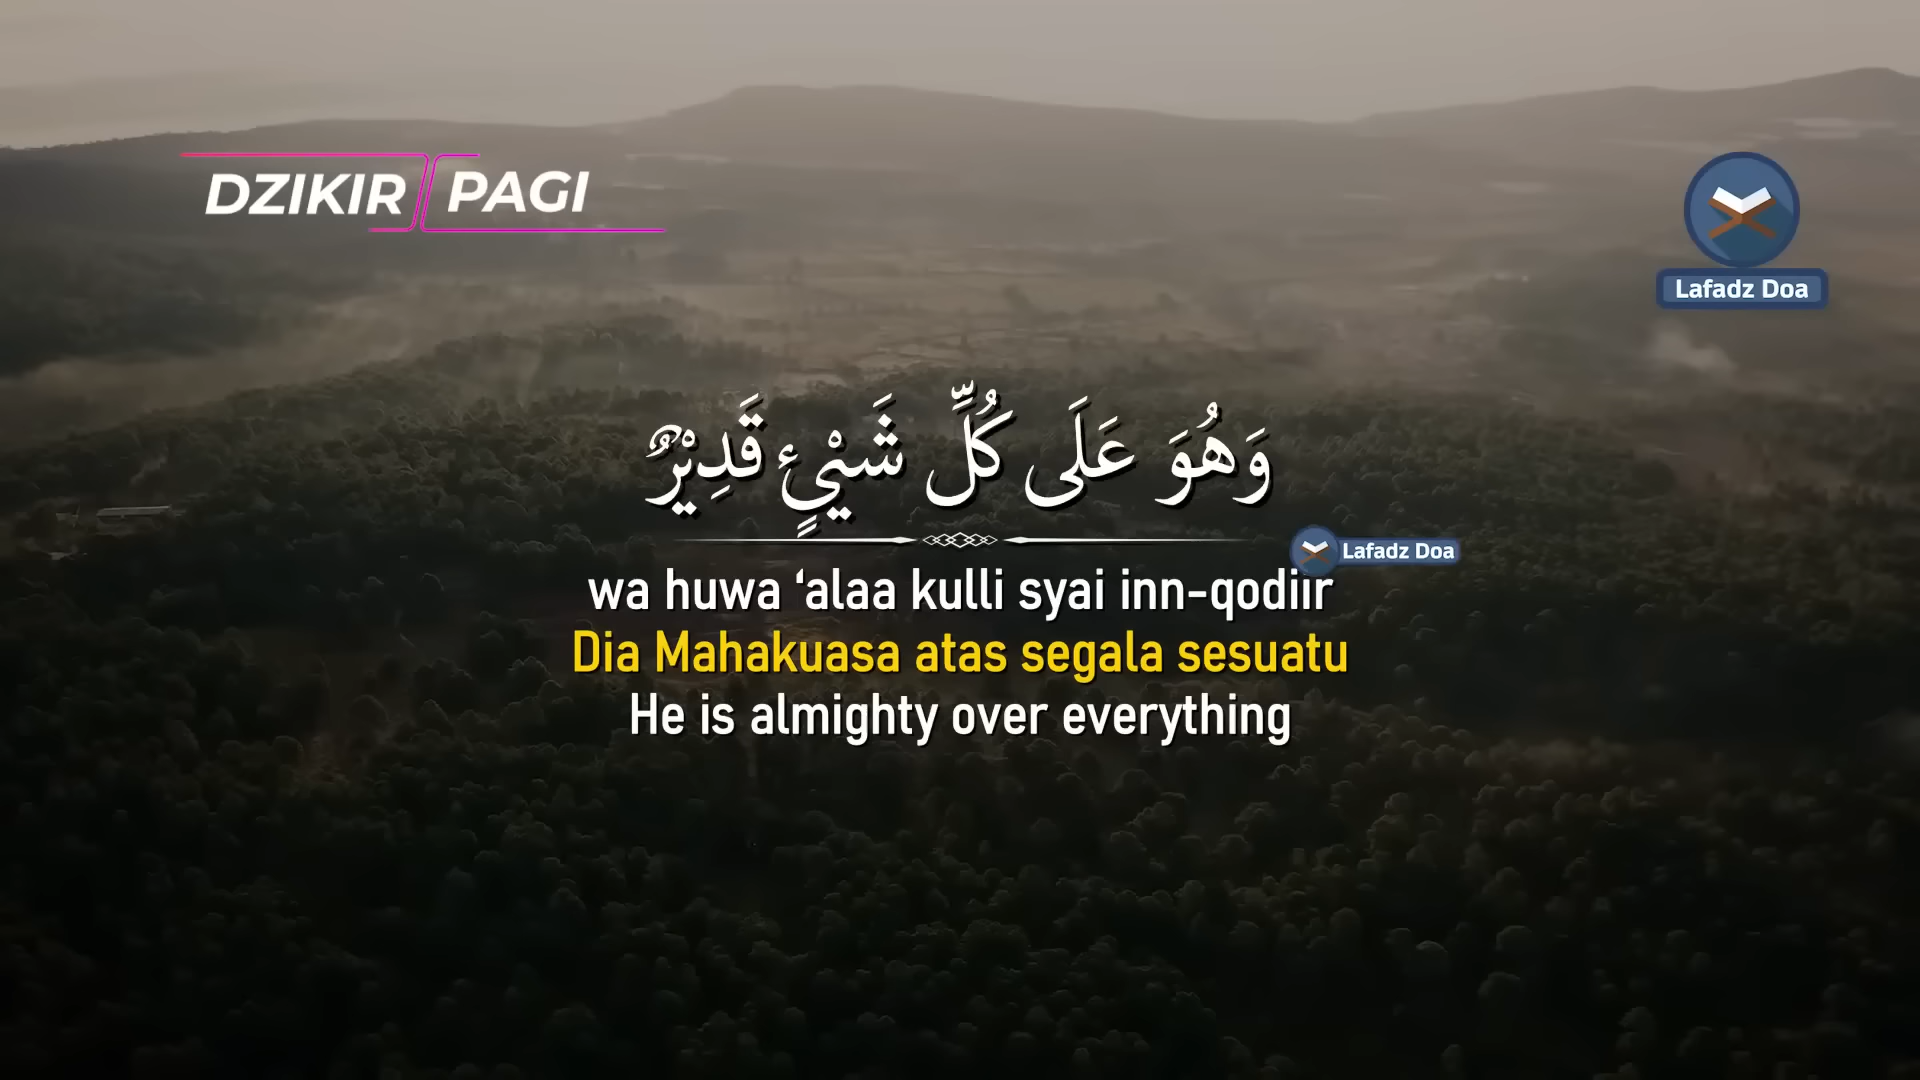 DZIKIR PAGI
Lafadz Doa
وَهُوَ عَلَى كُلِّ شَيْءٍ قَدِيْرٌ
Lafadz Doa
wa huwa ‘alaa kulli syai inn-qodiir
Dia Mahakuasa atas segala sesuatu
He is almighty over everything